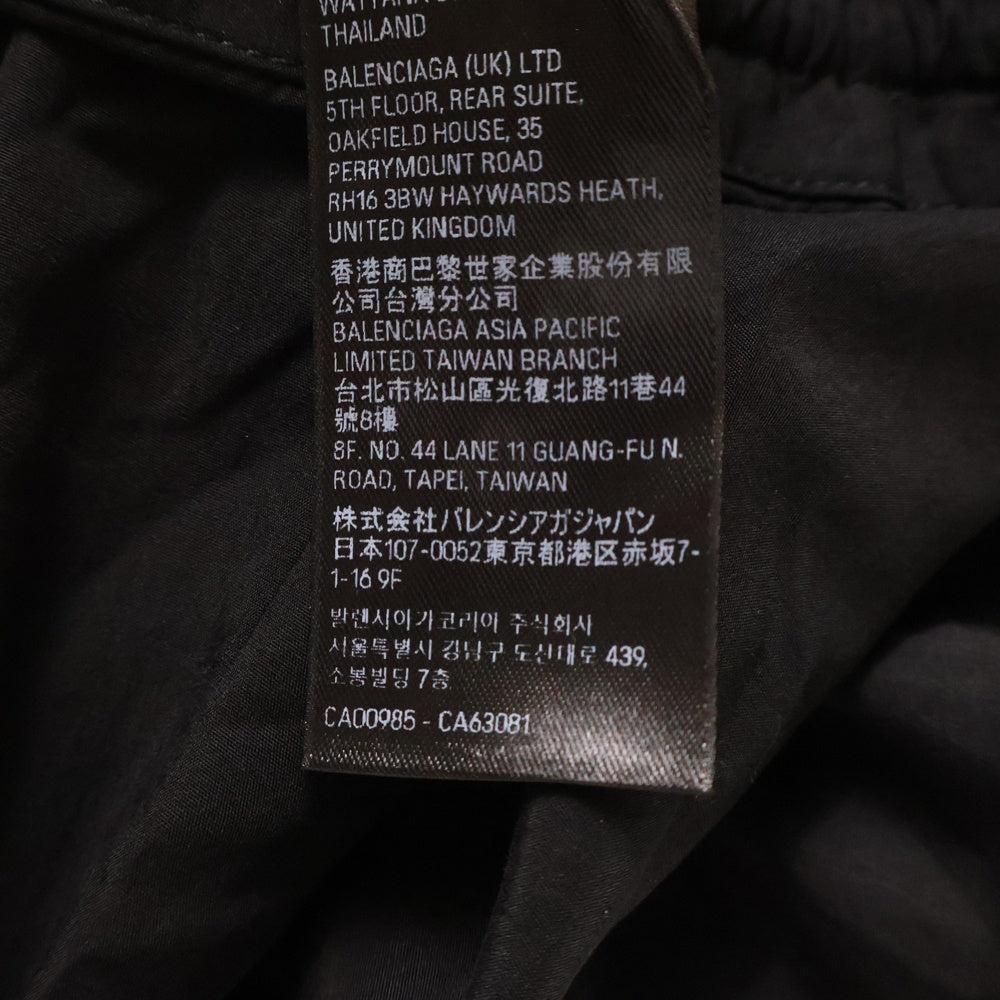 THAILAND
BALENCIAGA (UK) LTD
5TH FLOOR, REAR SUITE,
OAKFIELD HOUSE, 35
PERRYMOUNT ROAD
RH16 3BW HAYWARDS HEATH,
UNITED KINGDOM
香港商巴黎世家企業股份有限
公司台灣分公司
BALENCIAGA ASIA PACIFIC
LIMITED TAIWAN BRANCH
台北市松山區光復北路11巷44
號8樓
8F. NO. 44 LANE 11 GUANG-FU N.
ROAD, TAPEI, TAIWAN
株式会社バレンシアガジャパン
日本107-0052東京都港区赤坂7-
1-16 9F
발렌시아가코리아 주식회사
서울특별시 강남구 도산대로 439,
소봉빌딩 7층
CA00985 - CA63081